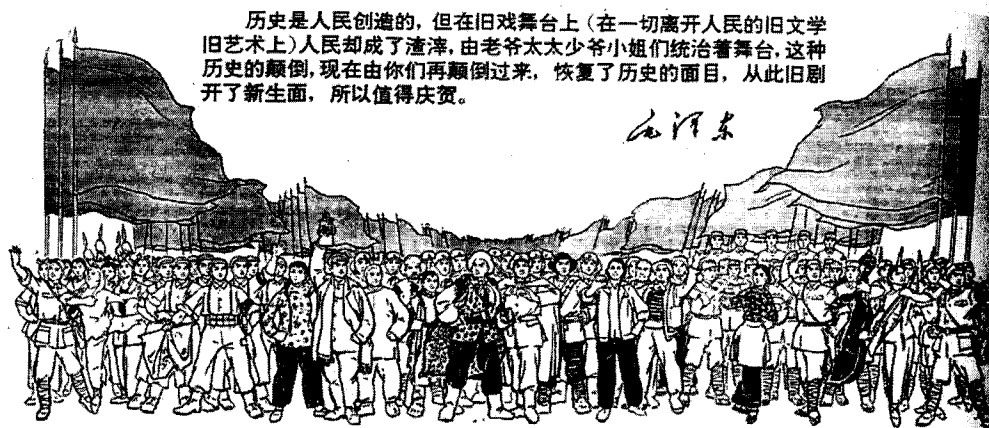 历史是人民创造的，但在旧戏舞台上（在一切离开人民的旧文学
旧艺术上）人民却成了渣滓，由老爷太太少爷小姐们统治着舞台，这种
历史的颠倒，现在由你们再颠倒过来，恢复了历史的面目，从此旧剧
开了新生面，所以值得庆贺。
毛泽东